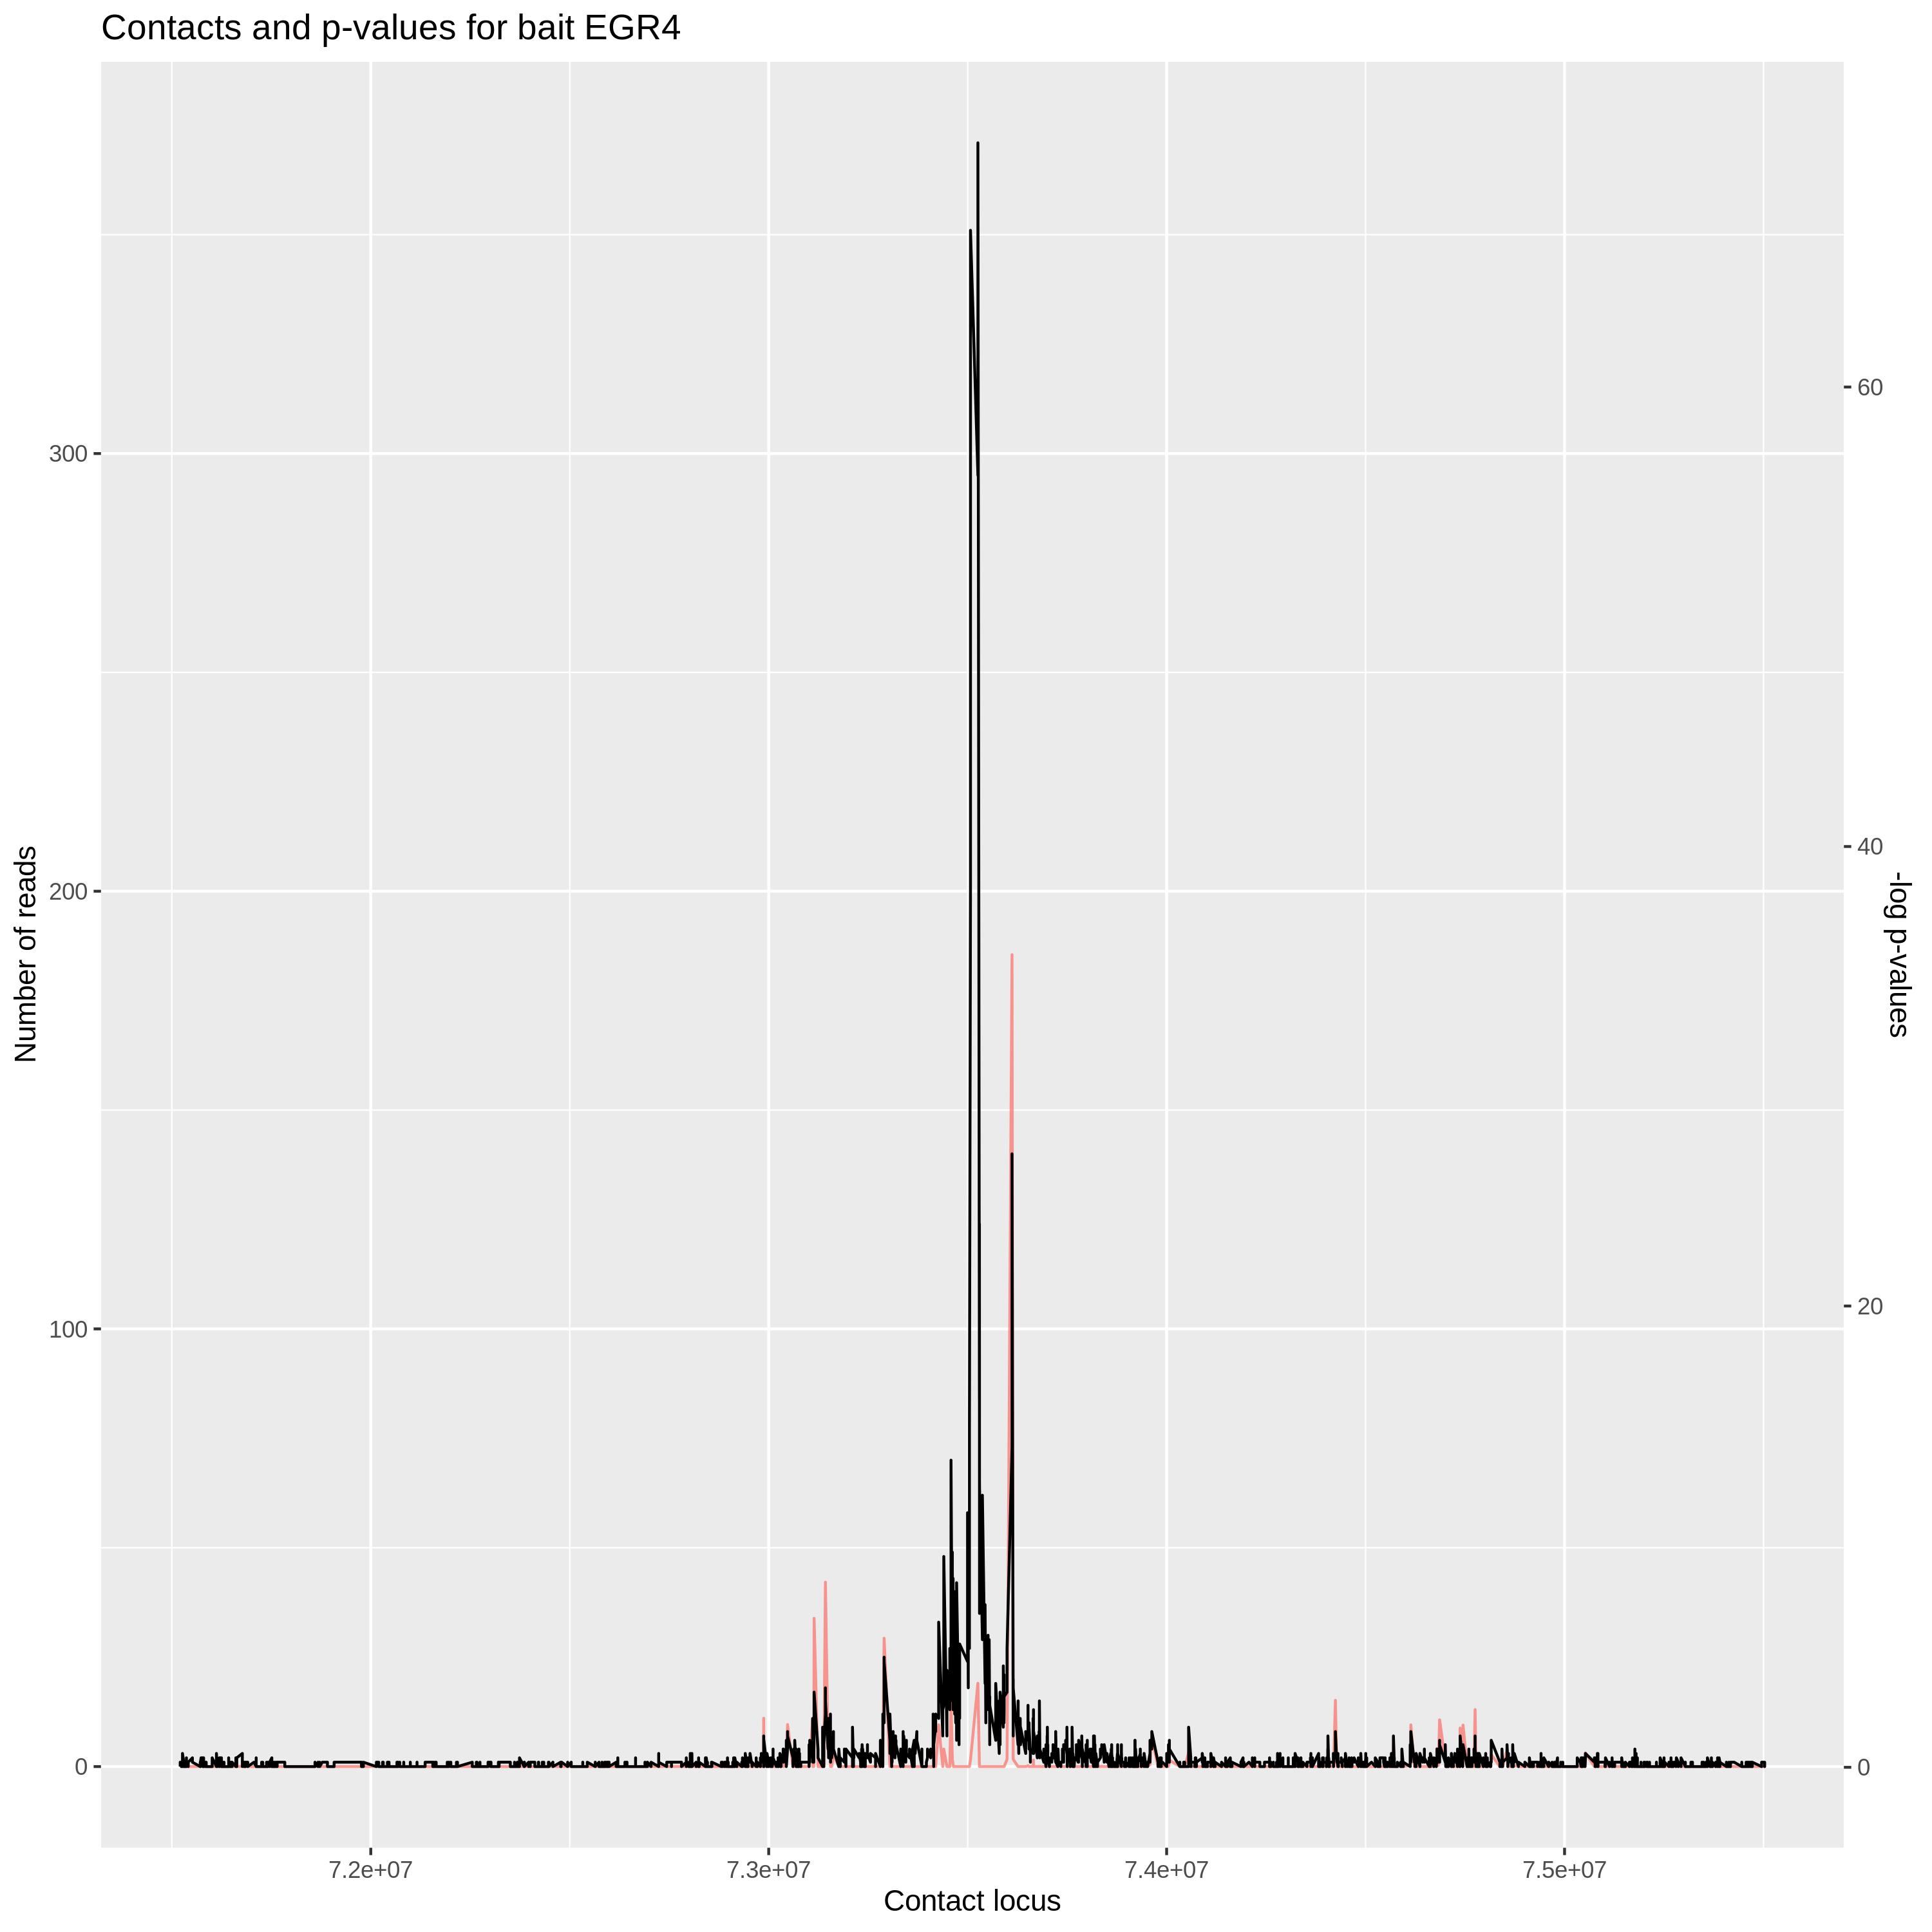 Contacts and p-values for bait EGR4
300
200
100
0
Number of reads
60
40
20
0
-log p-values
7.2e+07 7.3e+07 7.4e+07 7.5e+07
Contact locus